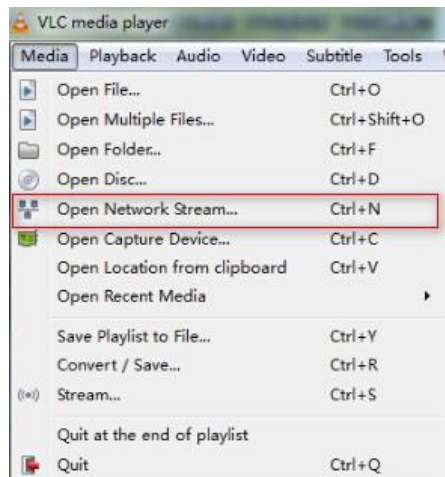 VLC media player
Media Playback Audio Video Subtitle Tools
Open File... Ctrl+O
Open Multiple Files... Ctrl+Shift+O
Open Folder... Ctrl+F
Open Disc... Ctrl+D
Open Network Stream... Ctrl+N
Open Capture Device... Ctrl+C
Open Location from clipboard Ctrl+V
Open Recent Media
Save Playlist to File... Ctrl+Y
Convert / Save... Ctrl+R
Stream... Ctrl+S
Quit at the end of playlist
Quit Ctrl+Q